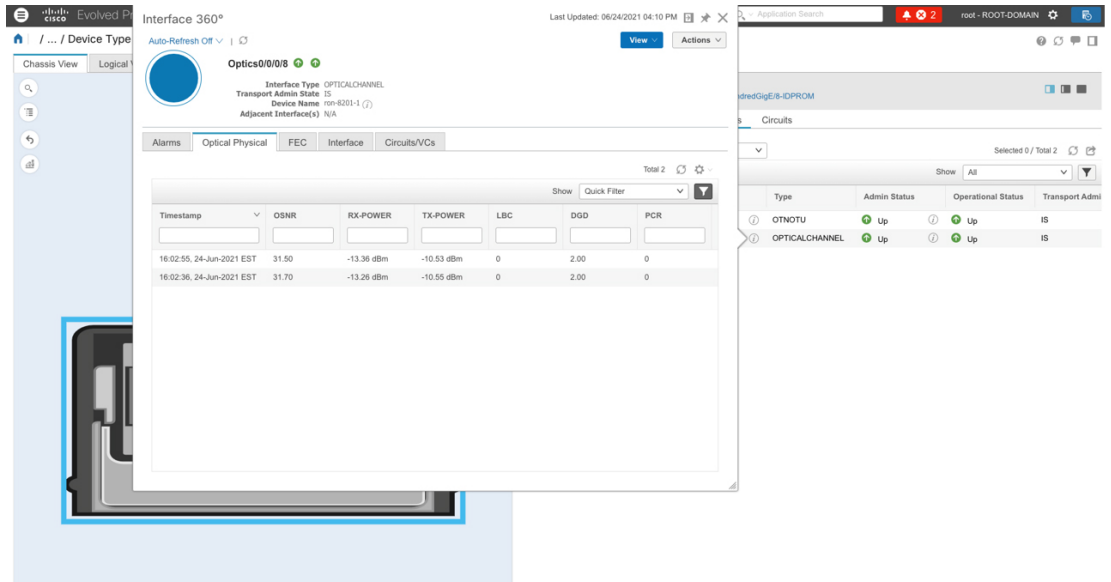 cisco Evolved Pr
Application Search
2
root - ROOT-DOMAIN
/ ... / Device Type
Chassis View Logical
Interface 360°
Last Updated: 06/24/2021 04:10 PM
Auto-Refresh Off |
View
Actions
Optics0/0/0/8
Interface Type OPTICALCHANNEL
Transport Admin State IS
Device Name ron-8201-1
Adjacent Interface(s) N/A
Alarms Optical Physical FEC Interface Circuits/VCs
Total 2
Show Quick Filter
Timestamp OSNR RX-POWER TX-POWER LBC DGD PCR
16:02:55, 24-Jun-2021 EST 31.50 -13.36 dBm -10.53 dBm 0 2.00 0
16:02:36, 24-Jun-2021 EST 31.70 -13.26 dBm -10.55 dBm 0 2.00 0
ndredGigE/8-IDPROM
s Circuits
Selected 0 / Total 2
Show All
Type Admin Status Operational Status Transport Admi
OTNOTU Up Up IS
OPTICALCHANNEL Up Up IS